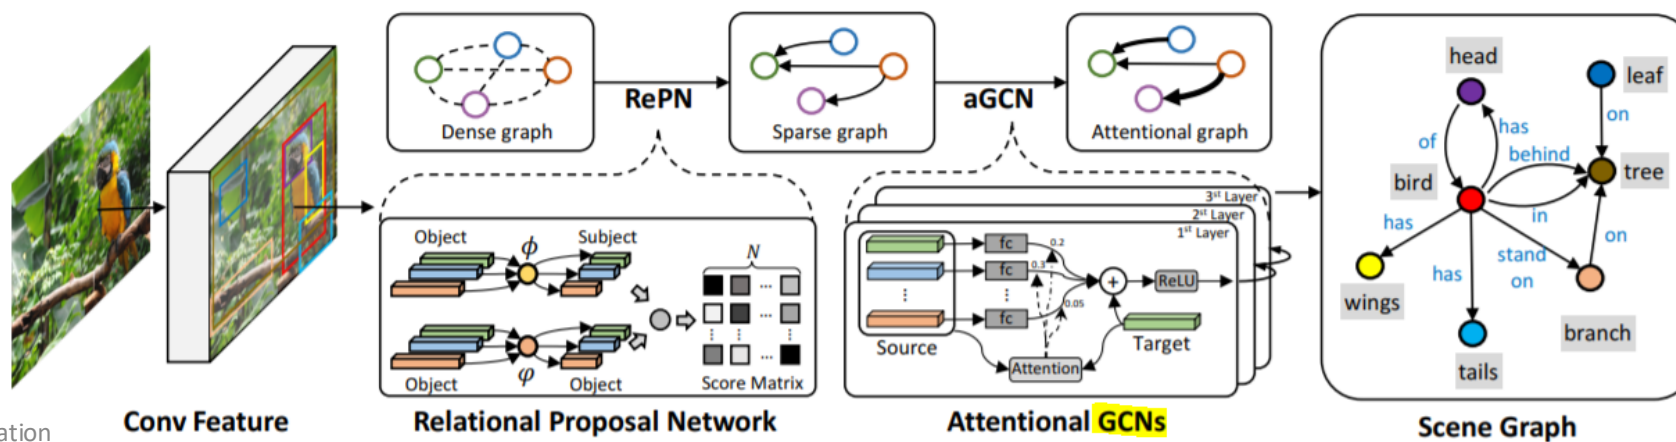 Dense graph
RePN
Sparse graph
aGCN
Attentional graph
Object
ϕ
Subject
N
...
...
...
Object
φ
Object
Score Matrix
3st Layer
2st Layer
1st Layer
fc
0.2
fc
0.3
fc
0.05
+
ReLU
Source
Target
Attention
head
leaf
of
has
on
behind
bird
tree
has
in
stand
on
on
has
wings
branch
tails
Conv Feature
Relational Proposal Network
Attentional GCNs
Scene Graph
ation